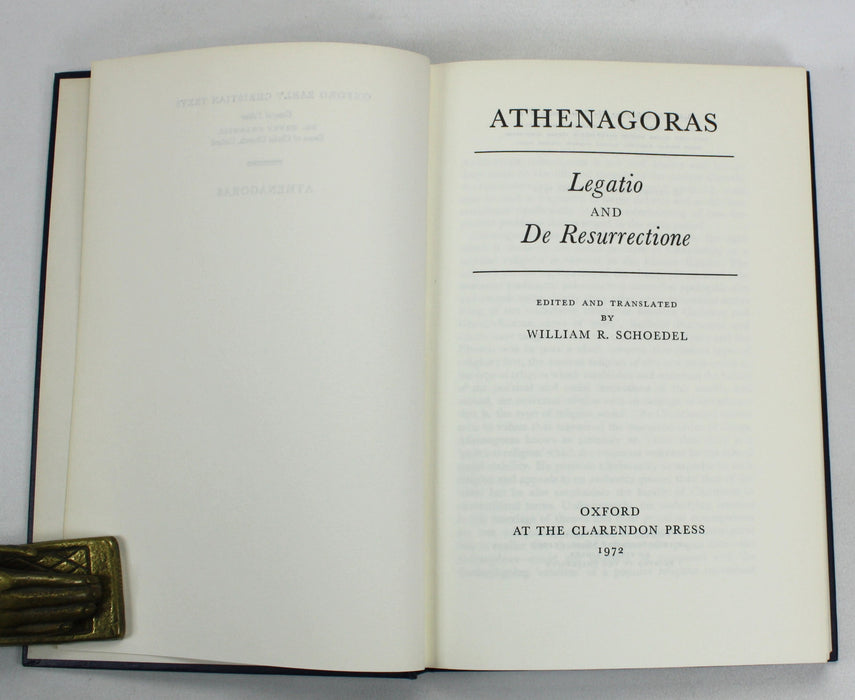 ATHENAGORAS
Legatio
AND
De Resurrectione
EDITED AND TRANSLATED
BY
WILLIAM R. SCHOEDEL
OXFORD
AT THE CLARENDON PRESS
1972